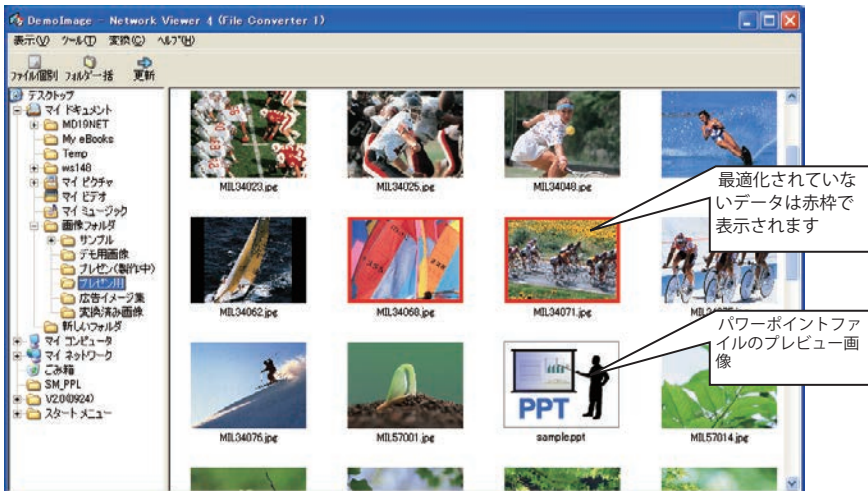 DemoImage - Network Viewer 4 (File Converter 1)
表示(V) ツール(T) 変換(C) ヘルプ(H)
ファイル個別 フォルダ一括 更新
デスクトップ
マイ ドキュメント
MD19NET
My eBooks
Temp
ws148
マイ ピクチャ
マイ ビデオ
マイ ミュージック
画像フォルダ
サンプル
デモ用画像
プレゼン(製作中)
プレゼン用
広告イメージ集
変換済み画像
新しいフォルダ
マイ コンピュータ
マイ ネットワーク
ごみ箱
SM_PPL
V2.0(0924)
スタート メニュー
MIL34023.jpg MIL34025.jpg MIL34048.jpg
最適化されていな
いデータは赤枠で
表示されます
MIL34062.jpg MIL34068.jpg MIL34071.jpg
パワーポイントファ
イルのプレビュー画
像
PPT
MIL34076.jpg MIL57001.jpg sample.ppt MIL57014.jpg